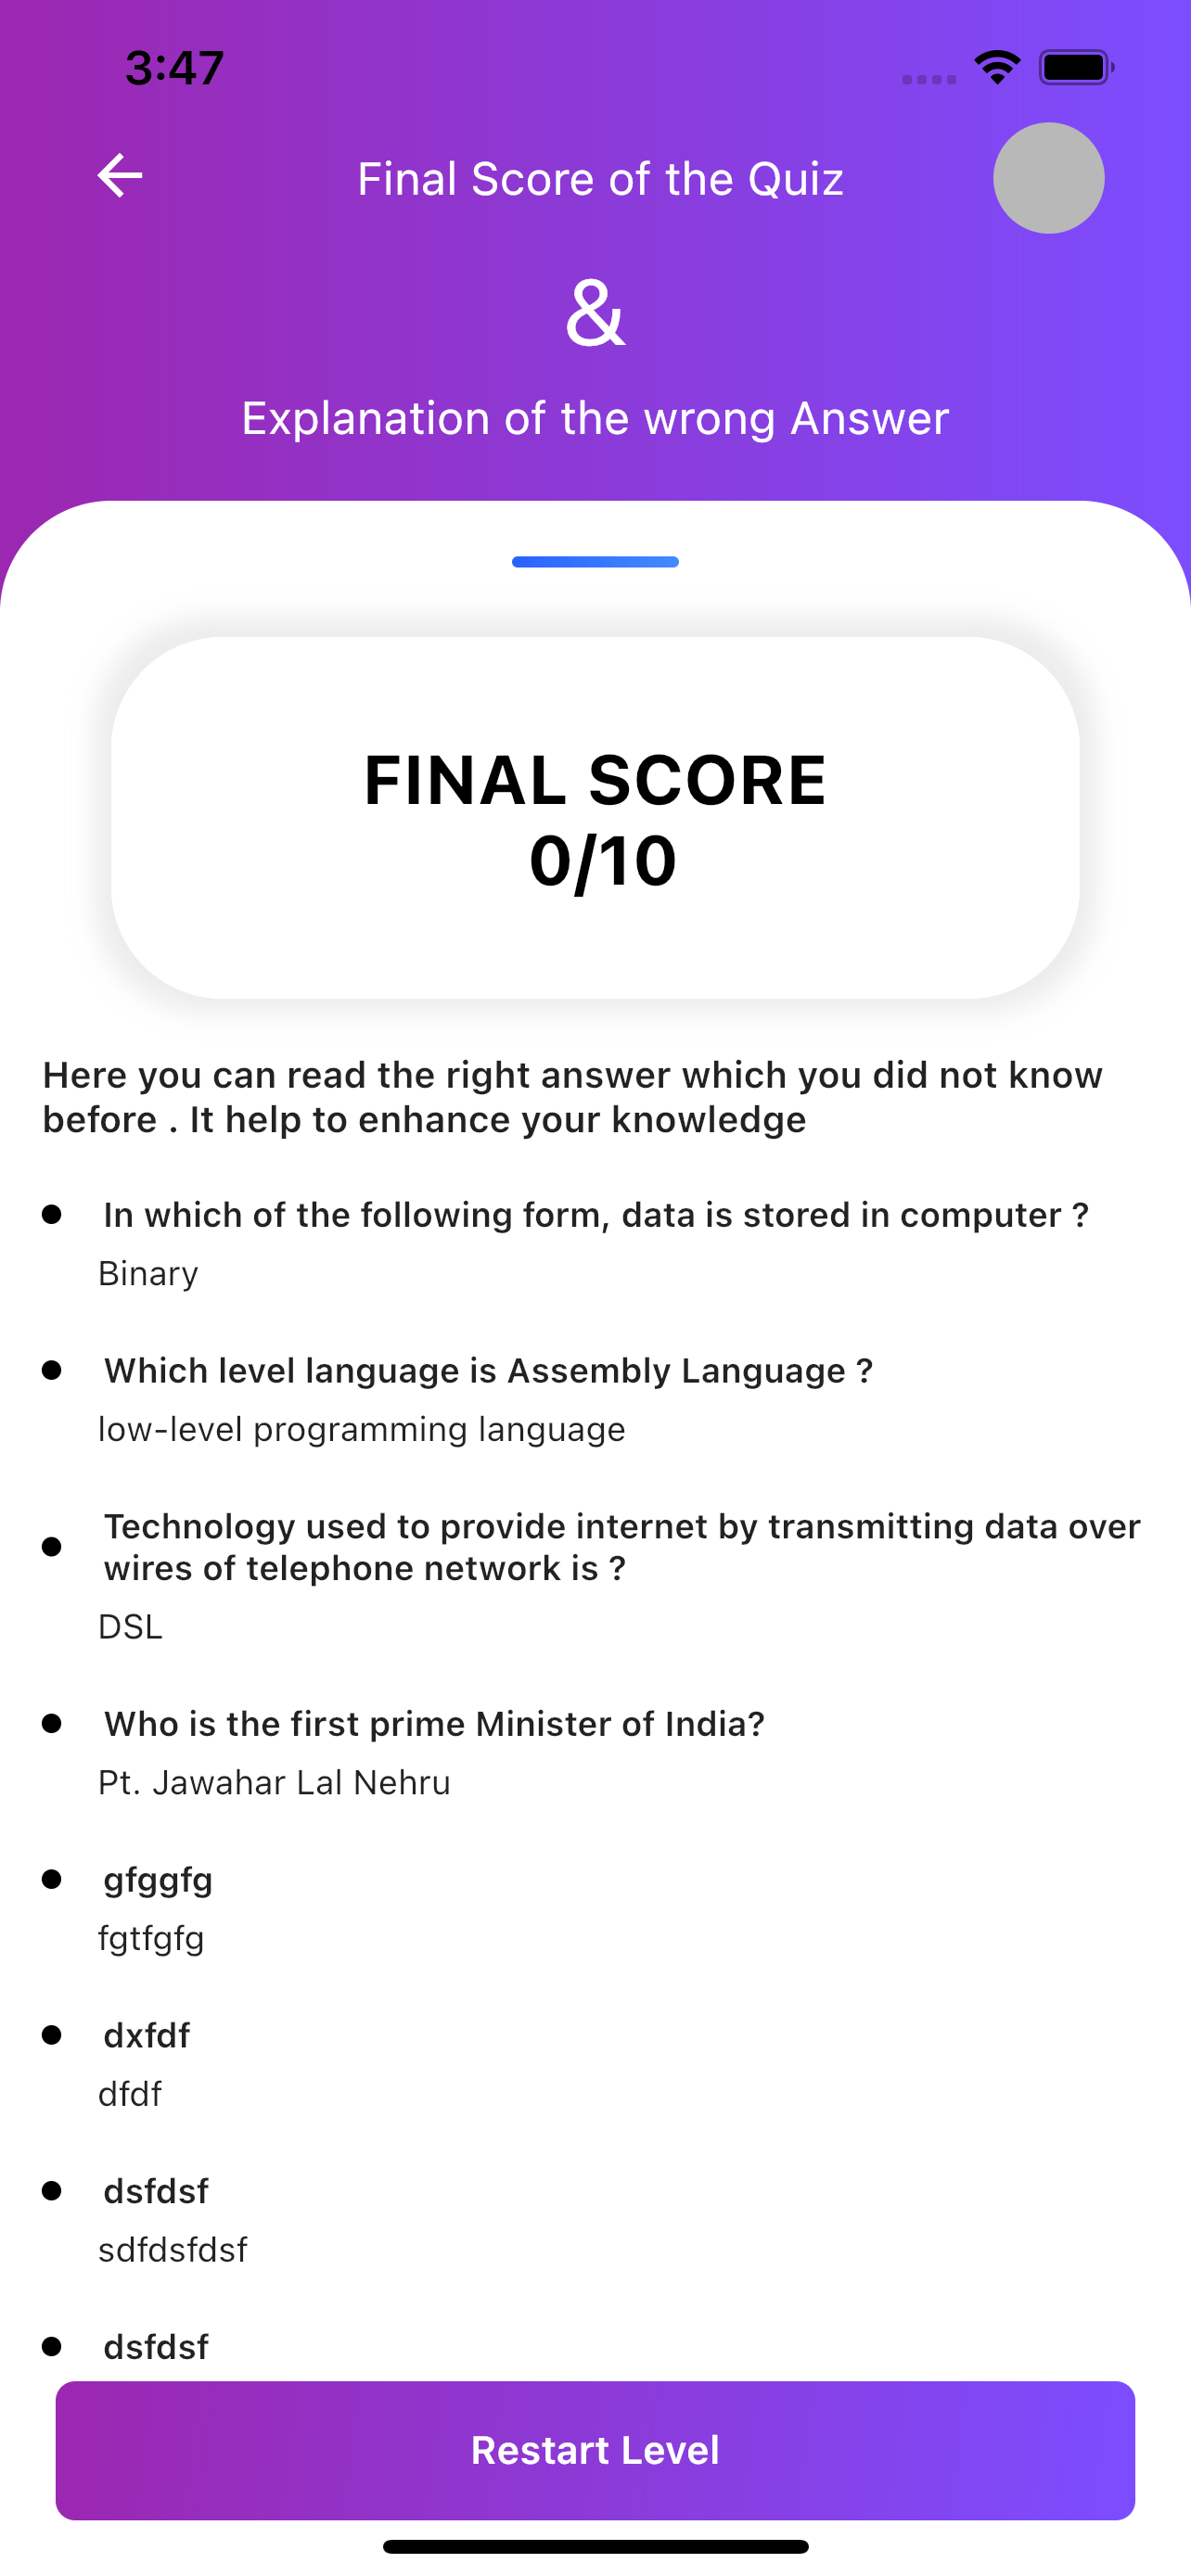 3:47
Final Score of the Quiz
&
Explanation of the wrong Answer
FINAL SCORE
0/10
Here you can read the right answer which you did not know
before . It help to enhance your knowledge
In which of the following form, data is stored in computer ?
Binary
Which level language is Assembly Language ?
low-level programming language
Technology used to provide internet by transmitting data over
wires of telephone network is ?
DSL
Who is the first prime Minister of India?
Pt. Jawahar Lal Nehru
gfggfg
fgtfgfg
dxfdf
dfdf
dsfdsf
sdfdsfdsf
dsfdsf
Restart Level